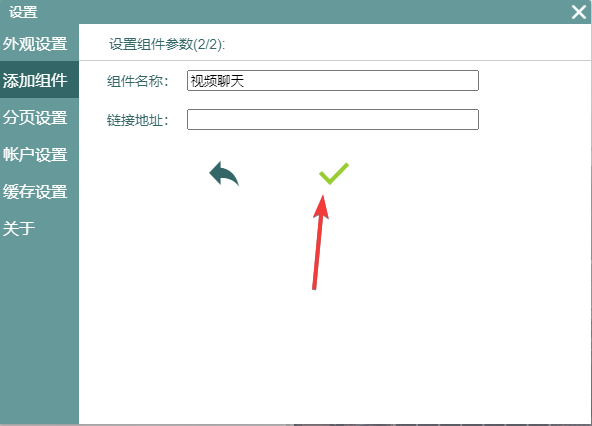 设置
外观设置
添加组件
分页设置
帐户设置
缓存设置
关于
设置组件参数(2/2):
组件名称： 视频聊天
链接地址：